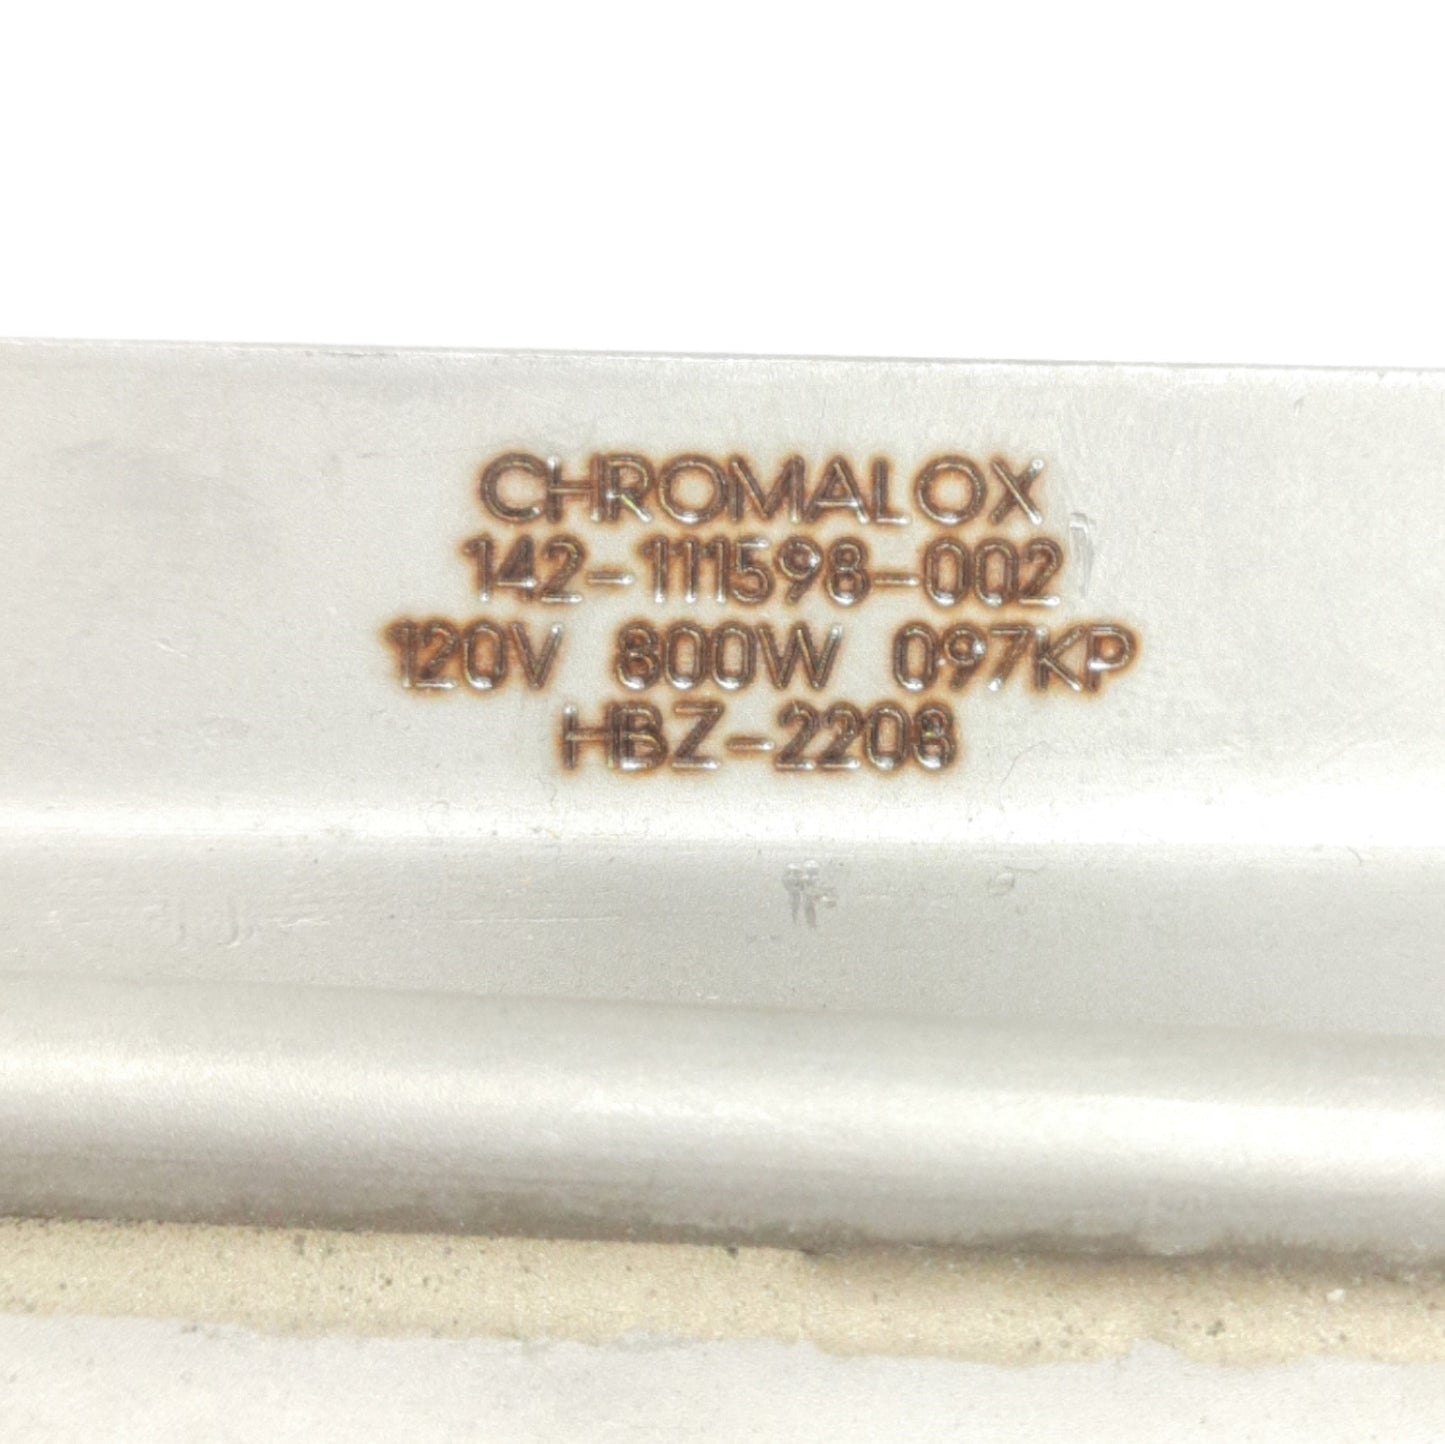 CHROMALOX
142-111598-002
120V 800W 097KP
HBZ-2208